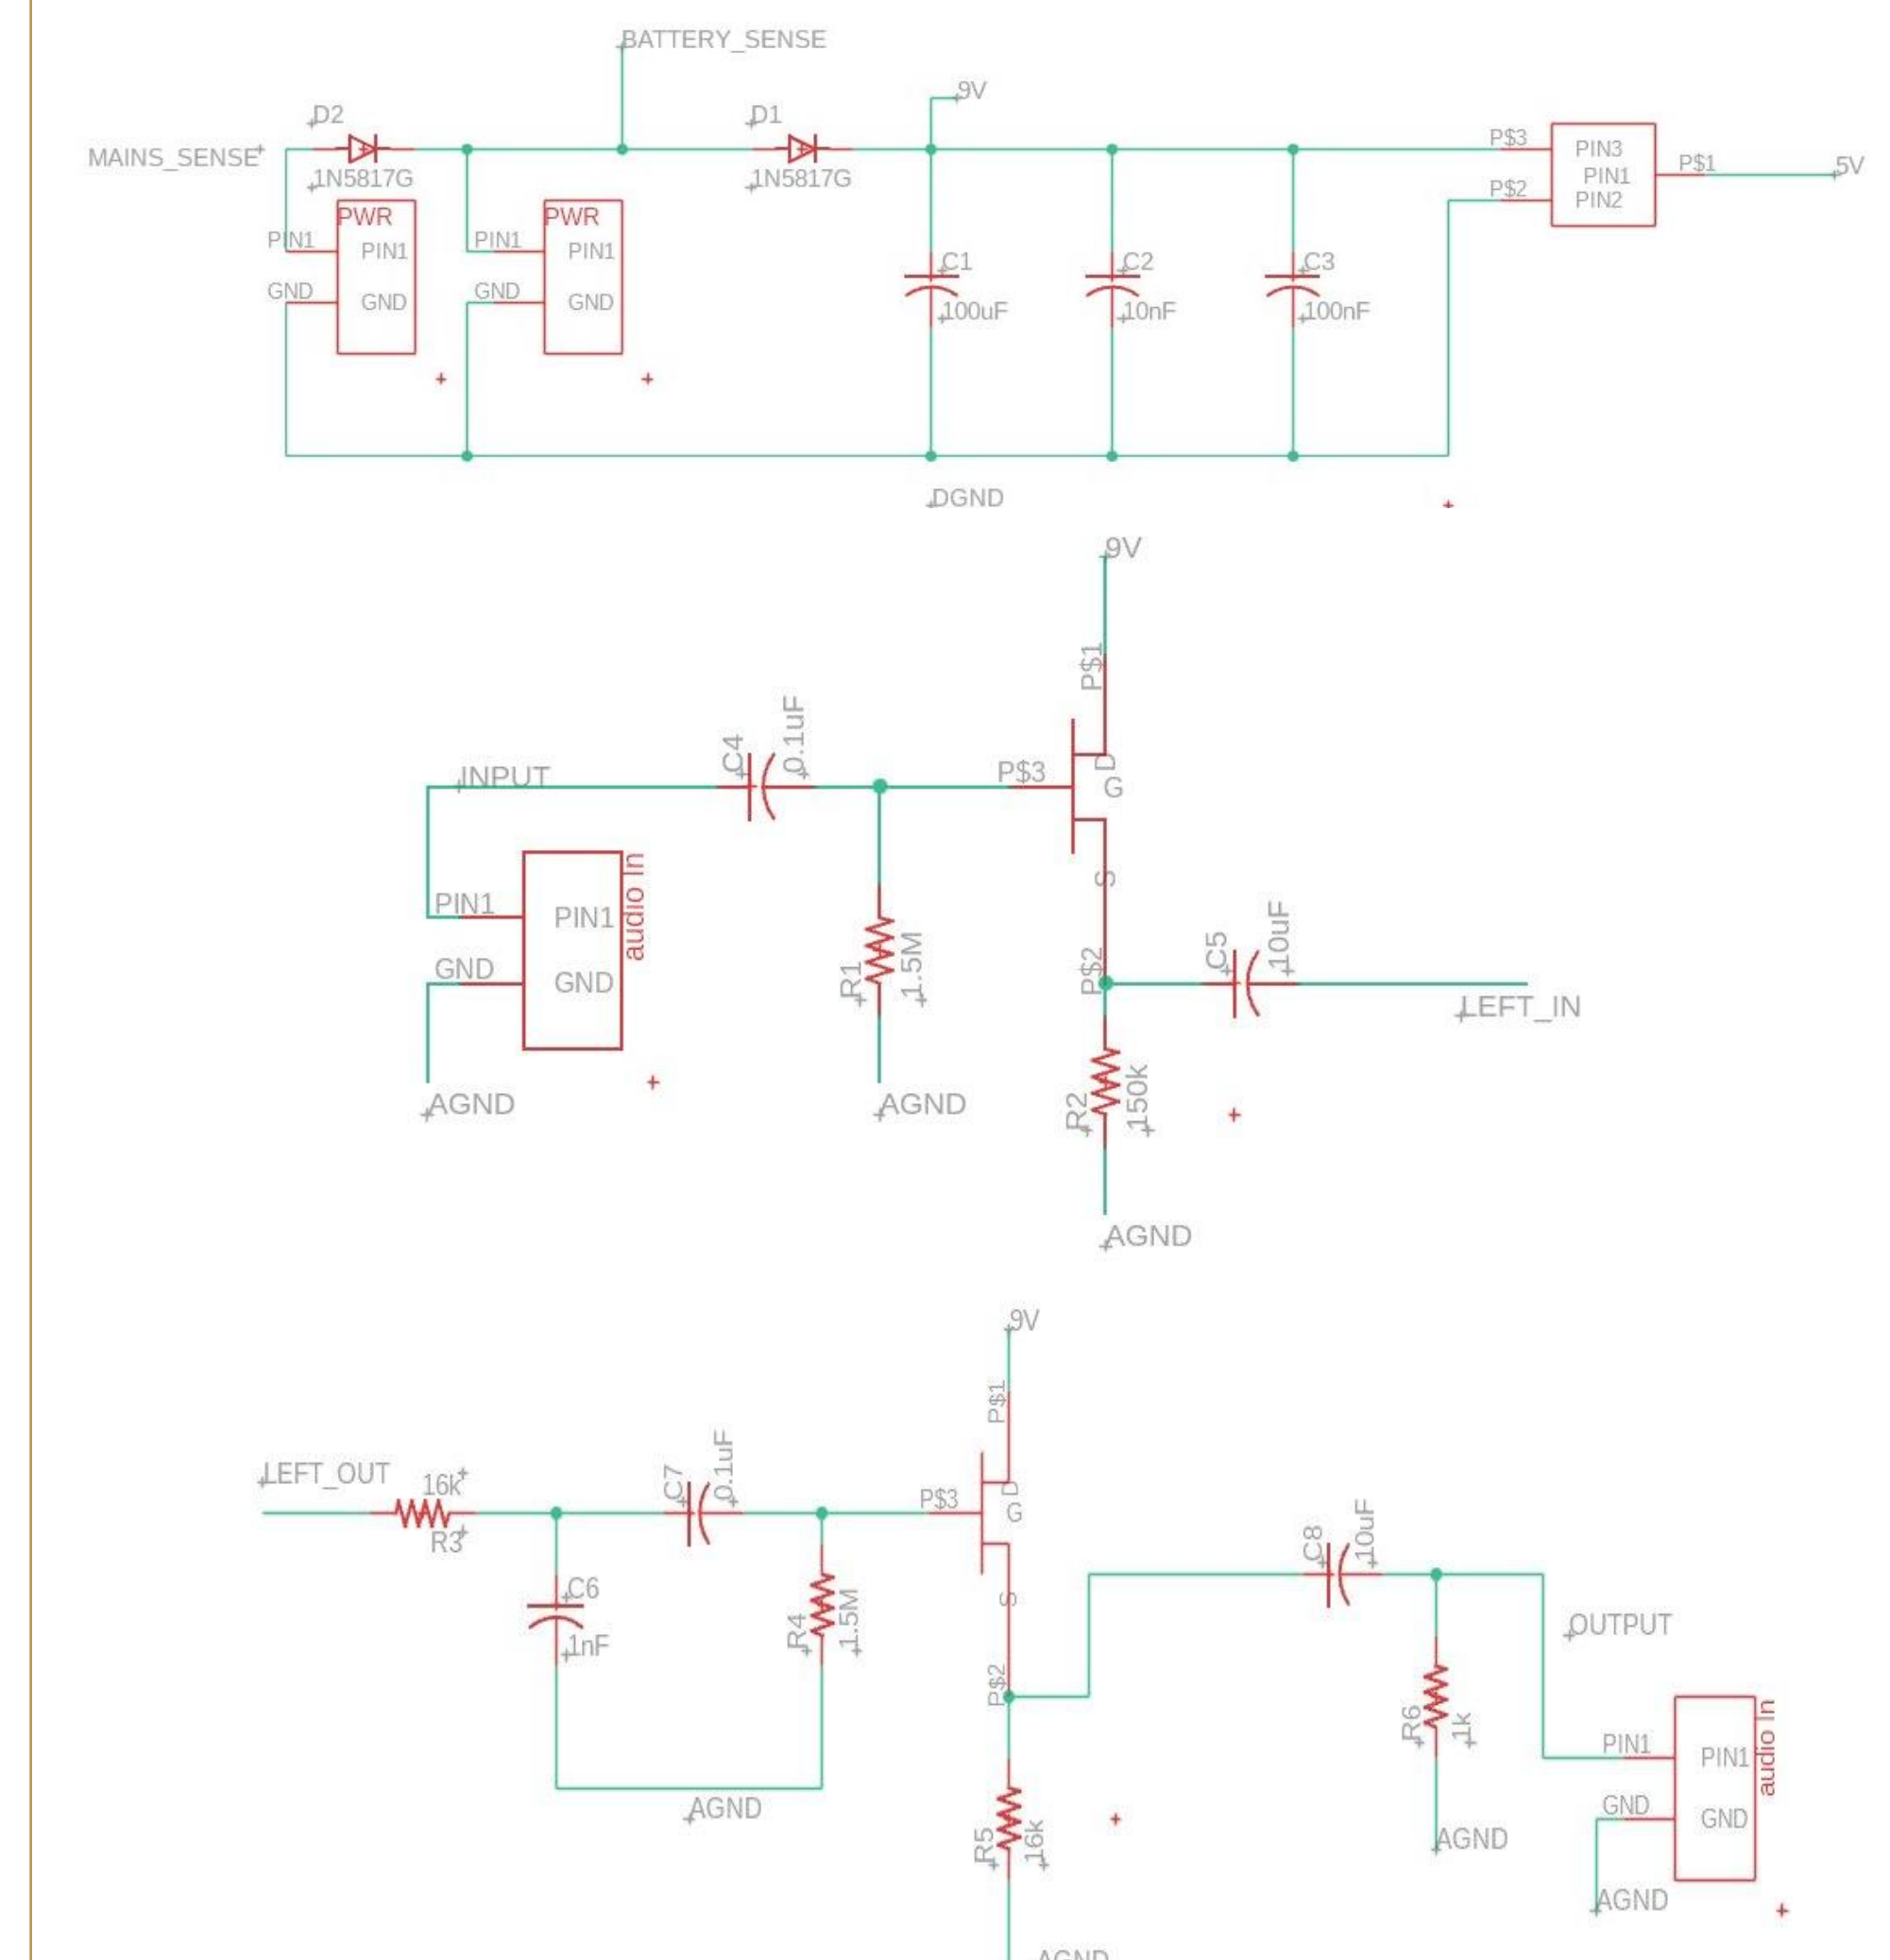 BATTERY_SENSE
9V
D2
D1
MAINS_SENSE
P$3
PIN3
P$1
5V
PIN1
1N5817G
1N5817G
P$2
PIN2
PWR
PWR
PIN1
PIN1
PIN1
PIN1
C1
C2
C3
GND
GND
GND
GND
100uF
10nF
100nF
DGND
9V
P$1
C4
0.1uF
INPUT
P$3
D
G
PIN1
PIN1
audio In
S
GND
GND
R1
1.5M
P$2
C5
10uF
LEFT_IN
AGND
AGND
R2
150k
AGND
9V
P$1
LEFT_OUT
16k
R3
C7
0.1uF
P$3
D
G
C6
1nF
R4
1.5M
S
C8
10uF
OUTPUT
P$2
R6
1k
PIN1
PIN1
audio In
AGND
R5
16k
AGND
GND
GND
AGND
AGND